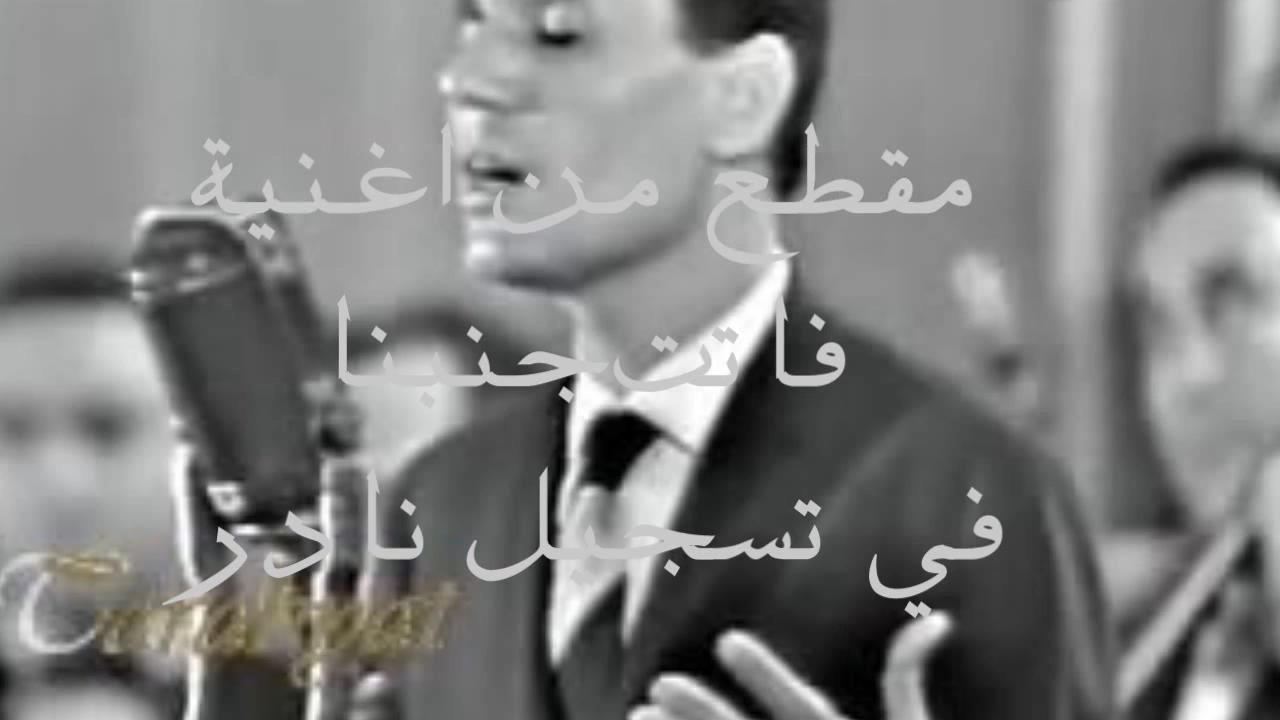 مقطع من اغنية
فاتت جنبنا
في تسجيل نادر